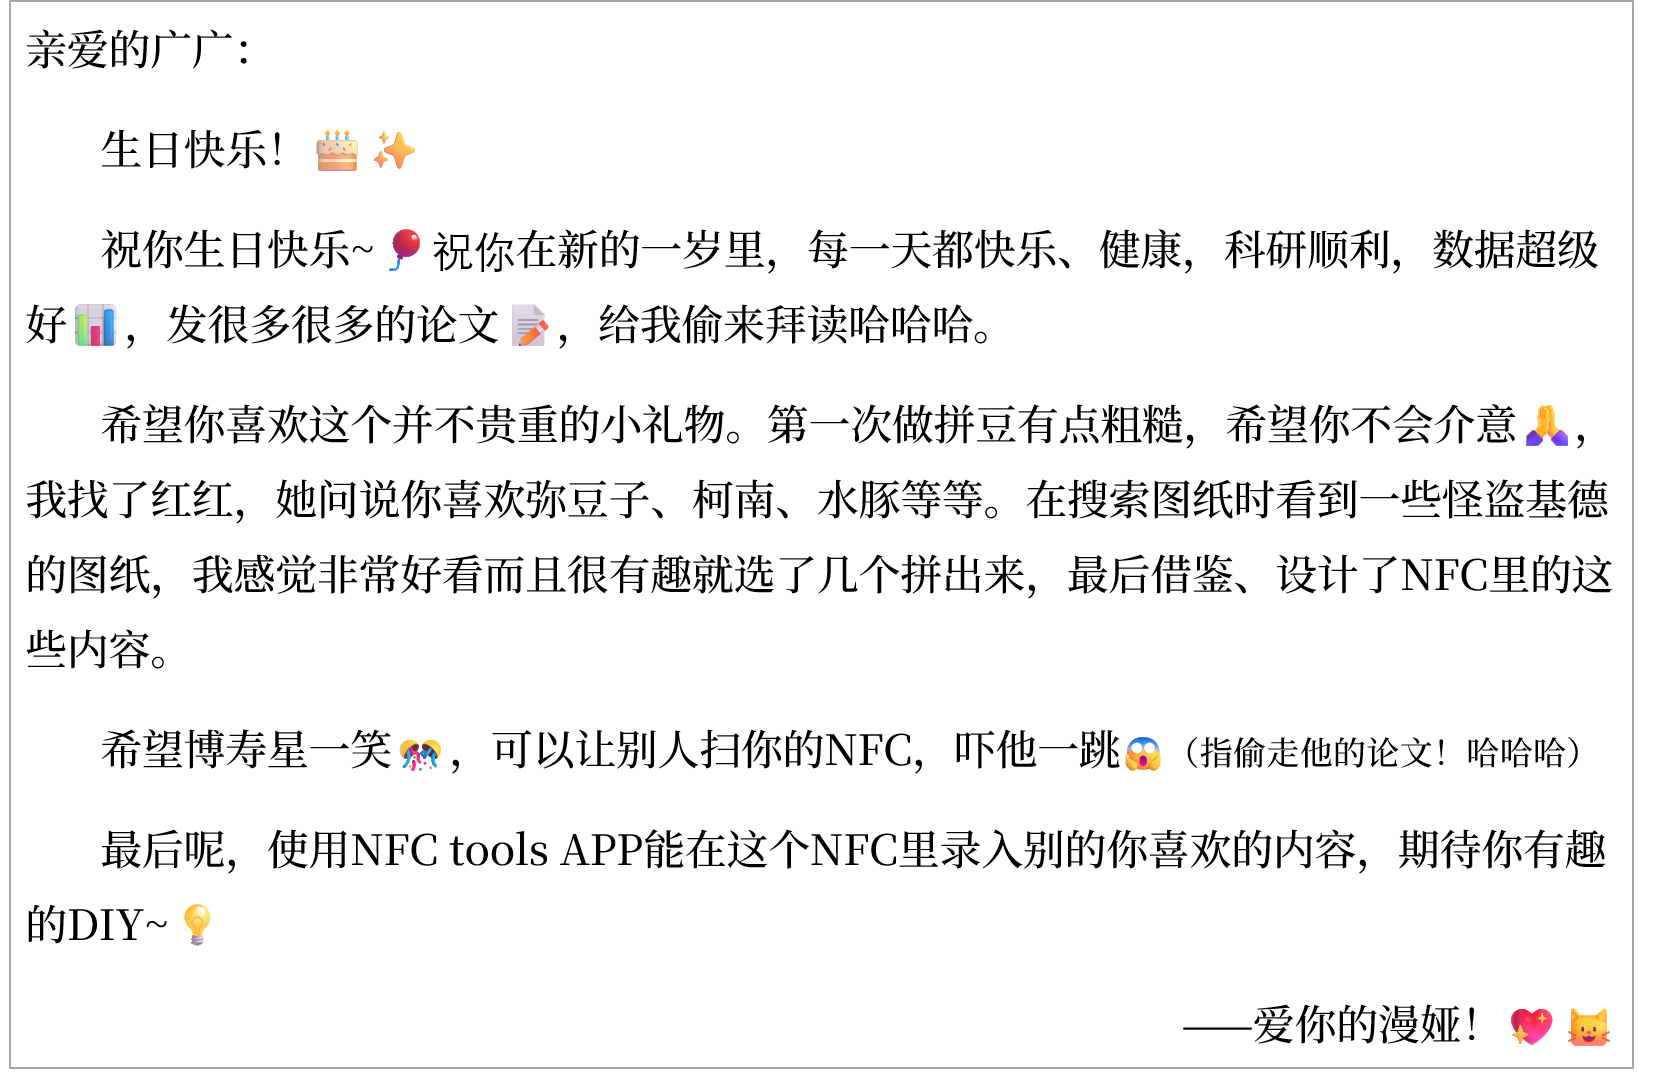 亲爱的广广：
生日快乐！🎂✨
祝你生日快乐~🎈祝你在新的一岁里，每一天都快乐、健康，科研顺利，数据超级
好📊，发很多很多的论文📝，给我偷来拜读哈哈哈。
希望你喜欢这个并不贵重的小礼物。第一次做拼豆有点粗糙，希望你不会介意🙏，
我找了红红，她问说你喜欢弥豆子、柯南、水豚等等。在搜索图纸时看到一些怪盗基德
的图纸，我感觉非常好看而且很有趣就选了几个拼出来，最后借鉴、设计了NFC里的这
些内容。
希望博寿星一笑🎊，可以让别人扫你的NFC，吓他一跳😱（指偷走他的论文！哈哈哈）
最后呢，使用NFC tools APP能在这个NFC里录入别的你喜欢的内容，期待你有趣
的DIY~💡
——爱你的漫娅！💖😺